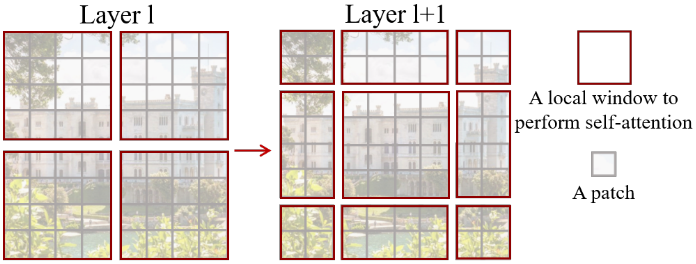 Layer l
Layer l+1
A local window to
perform self-attention
A patch